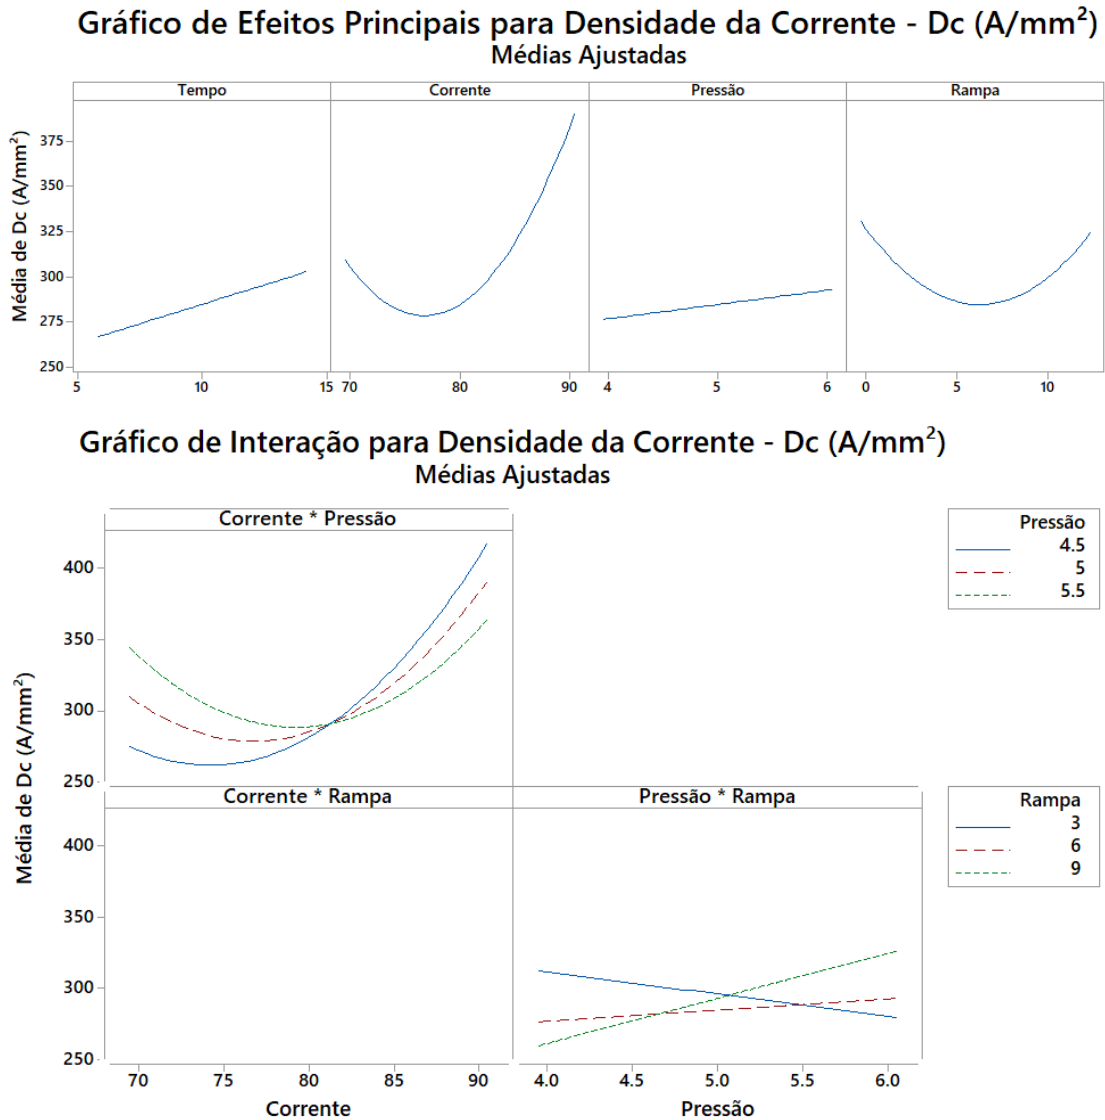 Gráfico de Efeitos Principais para Densidade da Corrente - Dc (A/mm²)
Médias Ajustadas
Tempo Corrente Pressão Rampa
Média de Dc (A/mm²)
375
350
325
300
275
250
5 10 15 70 80 90 4 5 6 0 5 10
Gráfico de Interação para Densidade da Corrente - Dc (A/mm²)
Médias Ajustadas
Corrente * Pressão
Pressão
4.5
5
5.5
Média de Dc (A/mm²)
400
350
300
250
Corrente * Rampa Pressão * Rampa
Rampa
3
6
9
400
350
300
250
70 75 80 85 90 4.0 4.5 5.0 5.5 6.0
Corrente Pressão